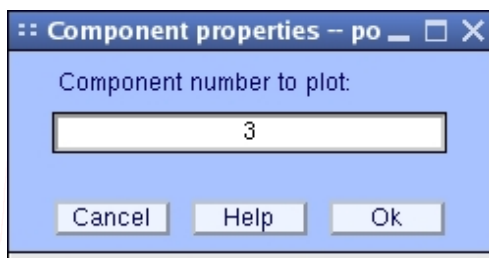 Component properties -- po
Component number to plot:
3
Cancel Help Ok